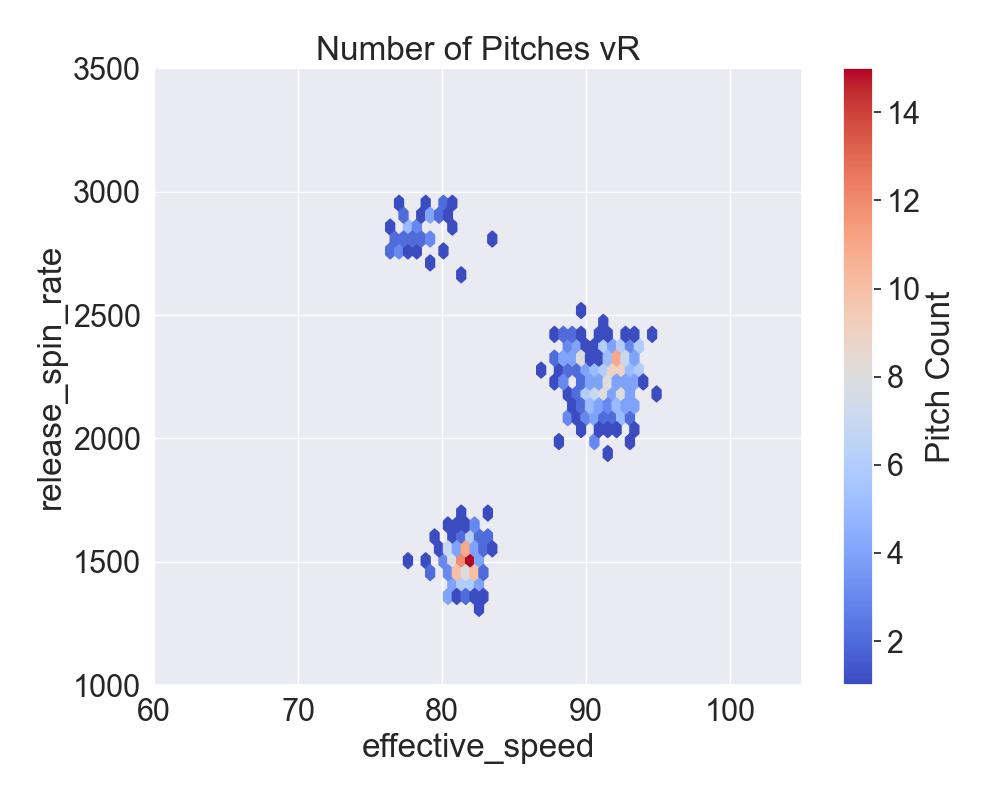 Number of Pitches vR
3500
3000
2500
2000
1500
1000
release_spin_rate
60 70 80 90 100
effective_speed
14
12
10
8
6
4
2
Pitch Count